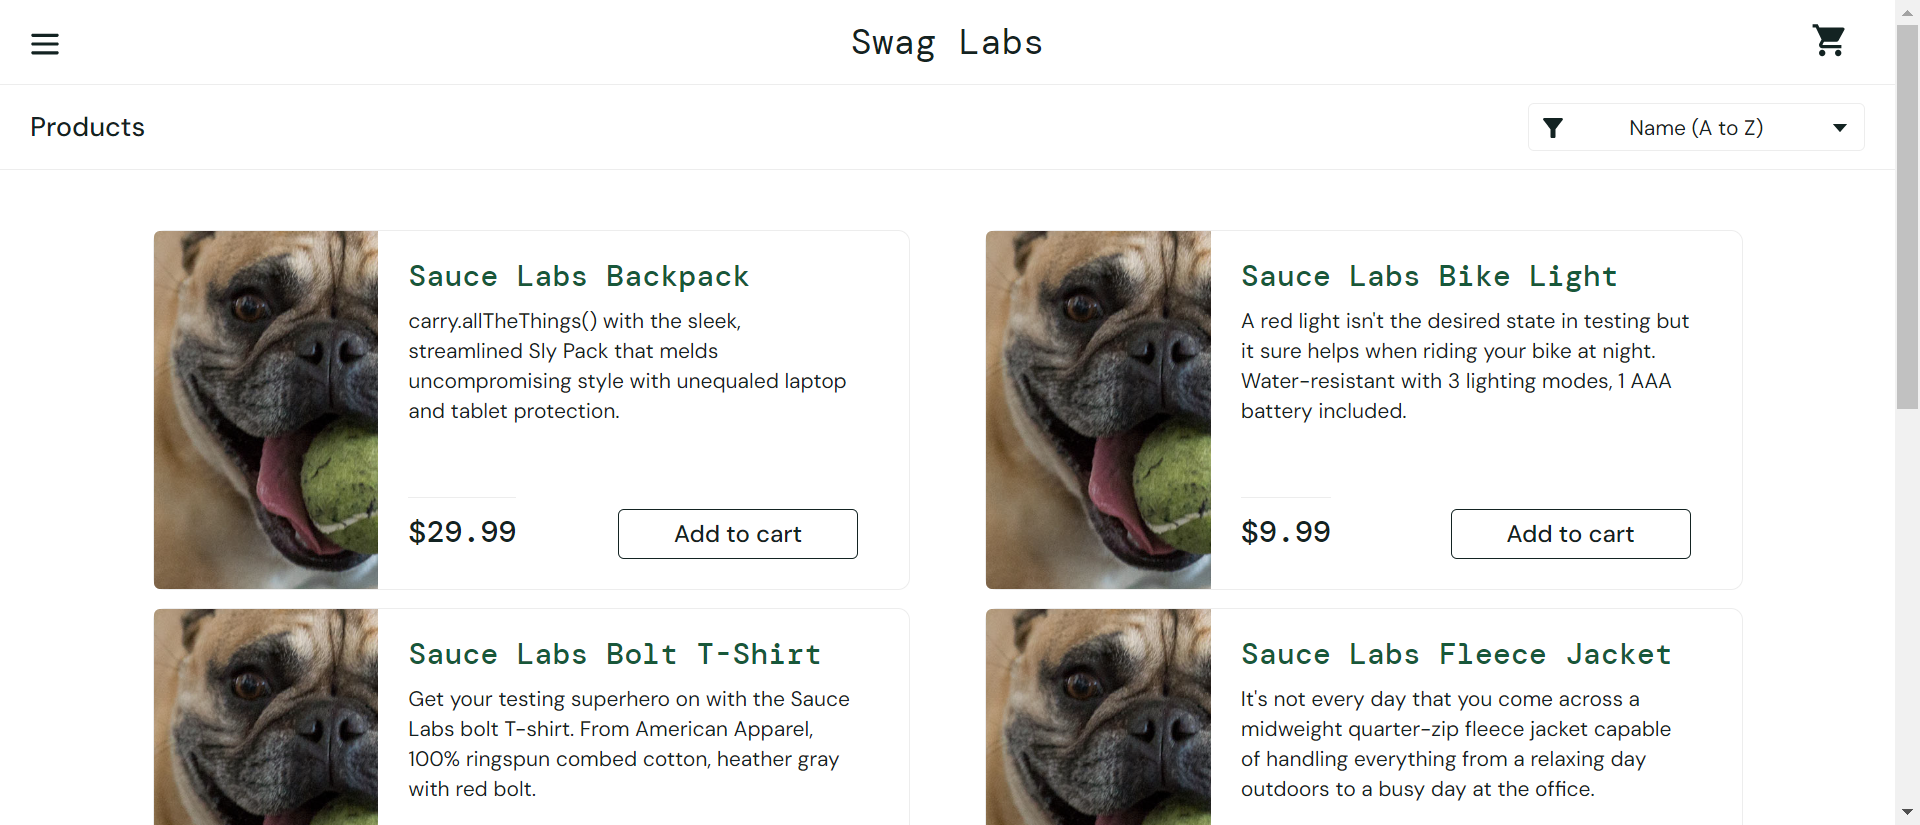 Swag Labs
Products
Name (A to Z)
Sauce Labs Backpack
carry.allTheThings() with the sleek,
streamlined Sly Pack that melds
uncompromising style with unequaled laptop
and tablet protection.
$29.99
Add to cart
Sauce Labs Bike Light
A red light isn't the desired state in testing but
it sure helps when riding your bike at night.
Water-resistant with 3 lighting modes, 1 AAA
battery included.
$9.99
Add to cart
Sauce Labs Bolt T-Shirt
Get your testing superhero on with the Sauce
Labs bolt T-shirt. From American Apparel,
100% ringspun combed cotton, heather gray
with red bolt.
Sauce Labs Fleece Jacket
It's not every day that you come across a
midweight quarter-zip fleece jacket capable
of handling everything from a relaxing day
outdoors to a busy day at the office.